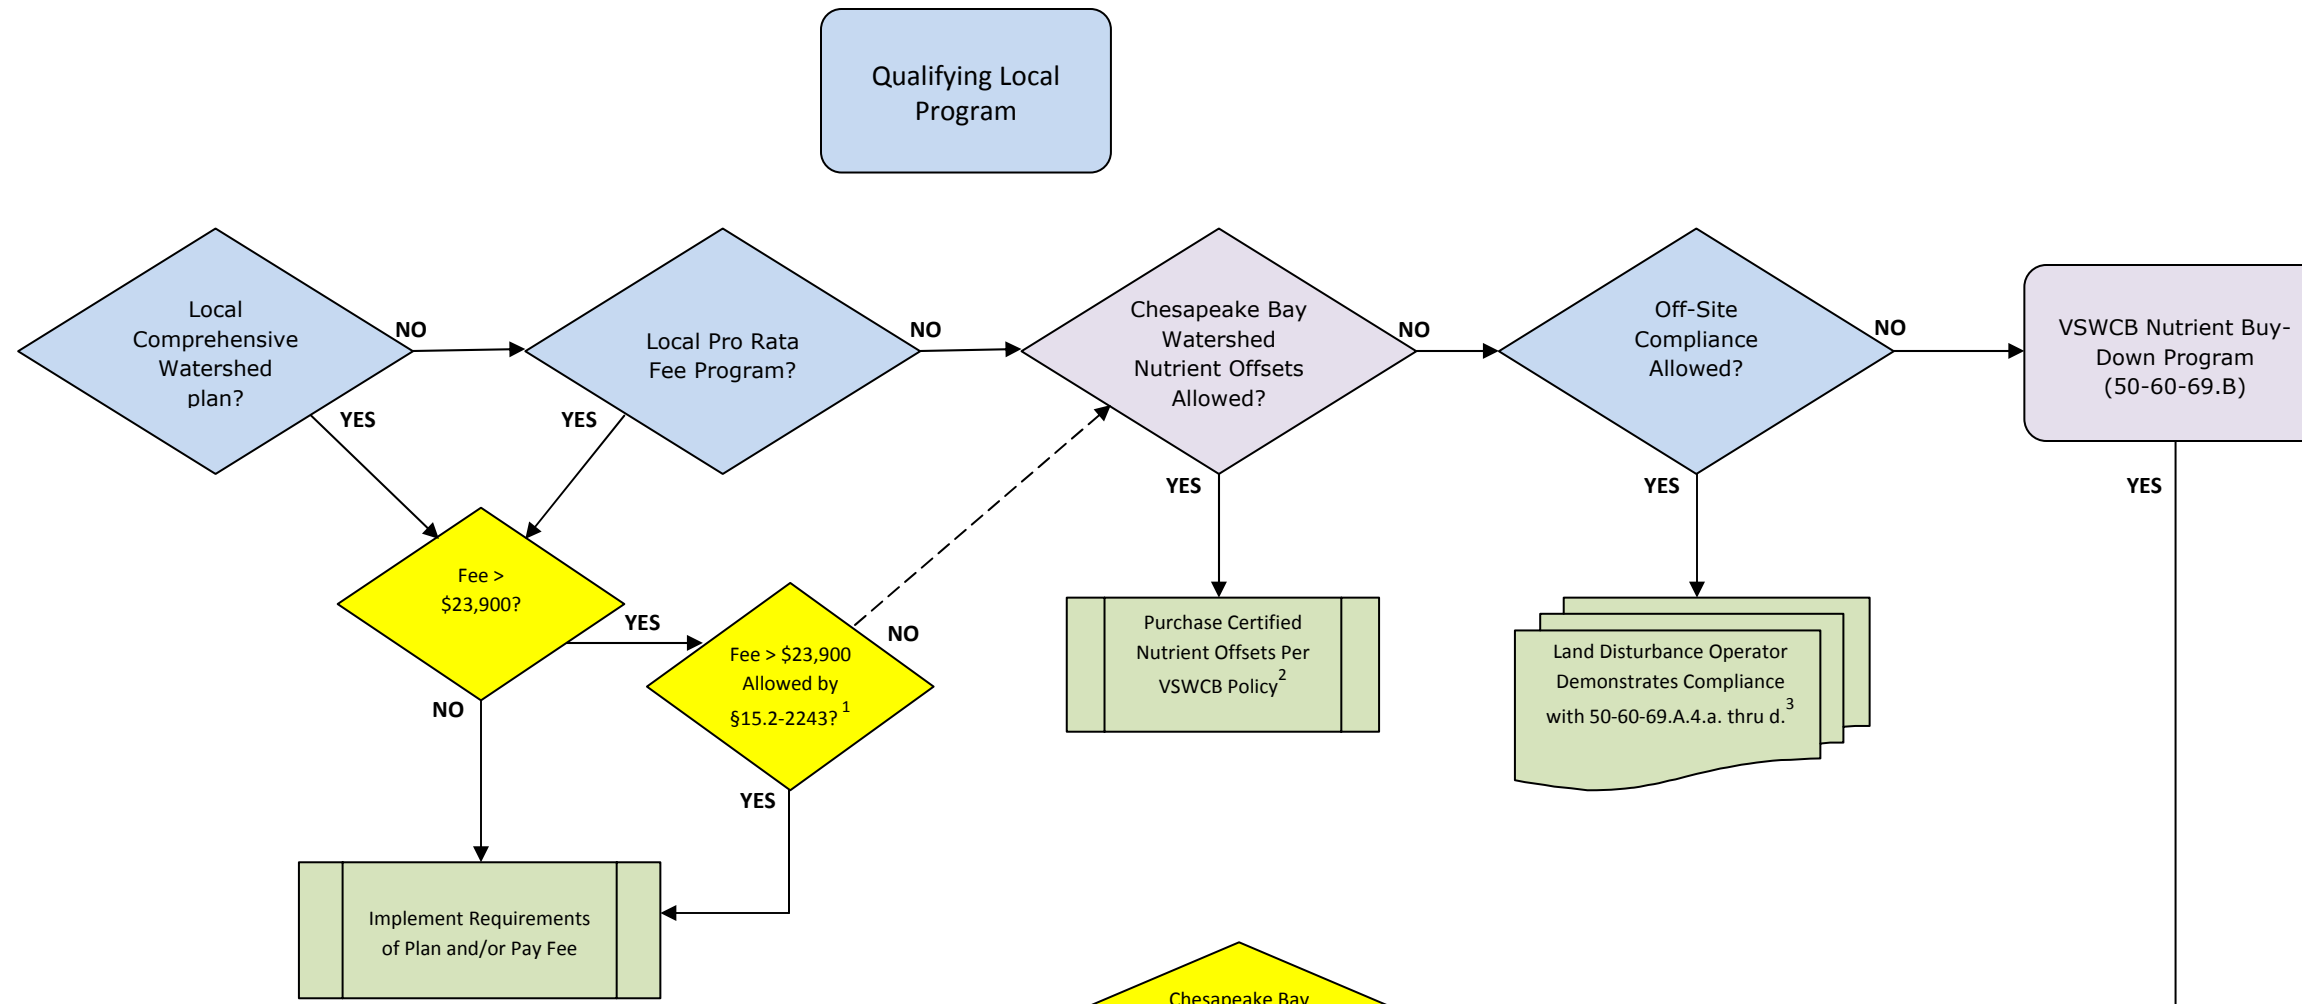 Qualifying Local
Program
Local
Comprehensive
Watershed
plan?
NO
YES
Local Pro Rata
Fee Program?
NO
YES
Chesapeake Bay
Watershed
Nutrient Offsets
Allowed?
NO
YES
Off-Site
Compliance
Allowed?
NO
YES
VSWCB Nutrient Buy-
Down Program
(50-60-69.B)
YES
Fee >
$23,900?
YES
NO
Fee > $23,900
Allowed by
§15.2-2243? 1
NO
YES
Purchase Certified
Nutrient Offsets Per
VSWCB Policy2
Land Disturbance Operator
Demonstrates Compliance
with 50-60-69.A.4.a. thru d.3
Implement Requirements
of Plan and/or Pay Fee
Chesapeake Bay